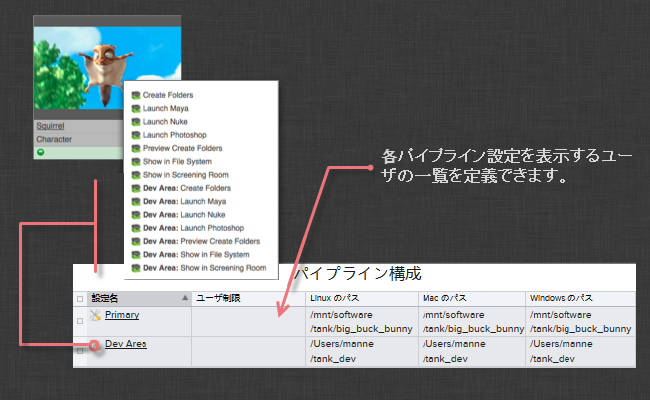 Squirrel
Character
Create Folders
Launch Maya
Launch Nuke
Launch Photoshop
Preview Create Folders
Show in File System
Show in Screening Room
Dev Area: Create Folders
Dev Area: Launch Maya
Dev Area: Launch Nuke
Dev Area: Launch Photoshop
Dev Area: Preview Create Folders
Dev Area: Show in File System
Dev Area: Show in Screening Room
各パイプライン設定を表示するユー
ザの一覧を定義できます。
パイプライン構成
設定名 ユーザ制限 Linux のパス Mac のパス Windows のパス
Primary /mnt/software /mnt/software /mnt/software
/tank/big_buck_bunny /tank/big_buck_bunny /tank/big_buck_bunny
Dev Area /Users/manne /Users/manne /Users/manne
/tank_dev /tank_dev /tank_dev